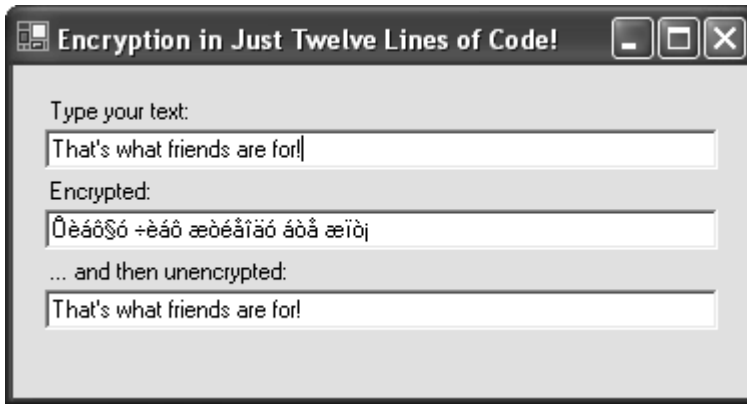 Encryption in Just Twelve Lines of Code!
Type your text:
That's what friends are for!
Encrypted:
Ôèáô§ó ÷èáô æòéåîäó áòå æïò¡
... and then unencrypted:
That's what friends are for!